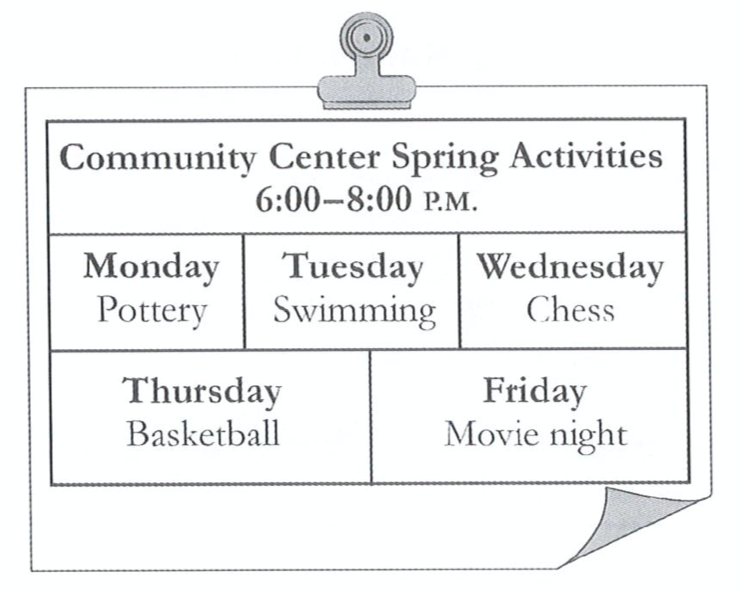 Community Center Spring Activities
6:00–8:00 P.M.
Monday
Pottery
Tuesday
Swimming
Wednesday
Chess
Thursday
Basketball
Friday
Movie night